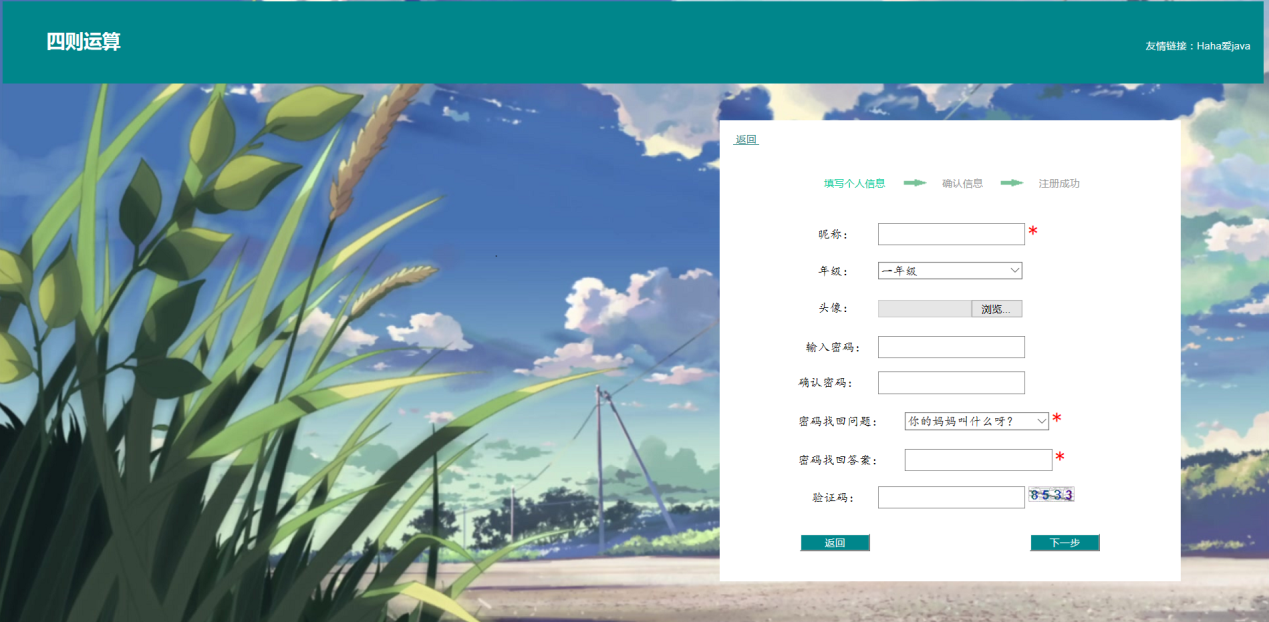 四则运算
友情链接：Haha爱java
返回
填写个人信息 确认信息 注册成功
昵称： *
年级： 一年级
头像： 浏览...
输入密码：
确认密码：
密码找回问题： 你的妈妈叫什么呀? *
密码找回答案： *
验证码： 8533
返回 下一步